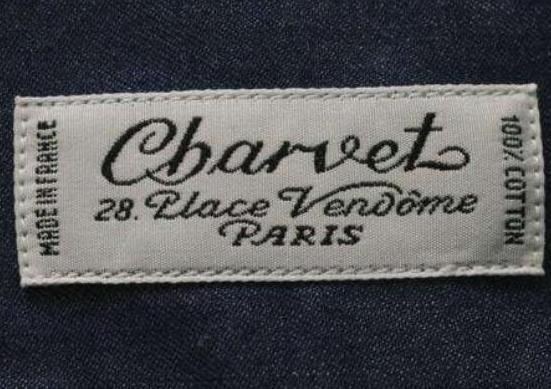 MADE IN FRANCE
Charvet
28. Place Vendôme
PARIS
100% COTTON